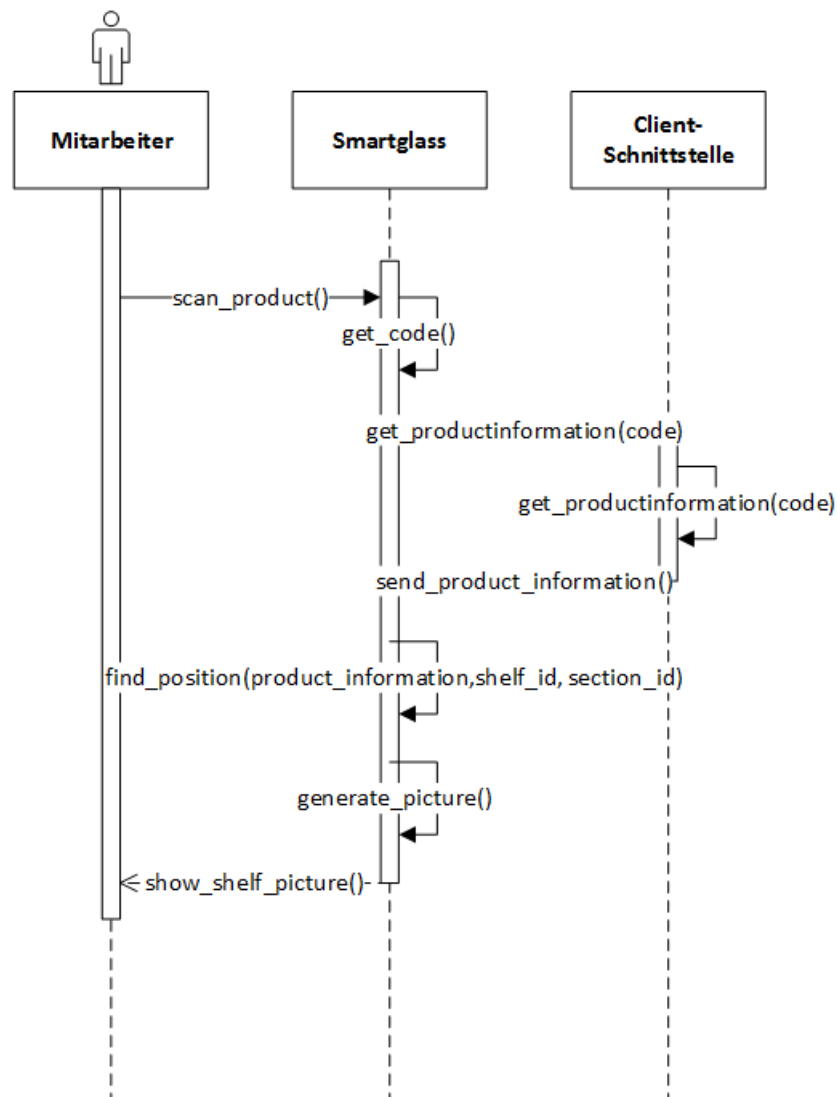 Mitarbeiter
Smartglass
Client-
Schnittstelle
scan_product()
get_code()
get_productinformation(code)
get_productinformation(code)
send_product_information()
find_position(product_information,shelf_id, section_id)
generate_picture()
show_shelf_picture()